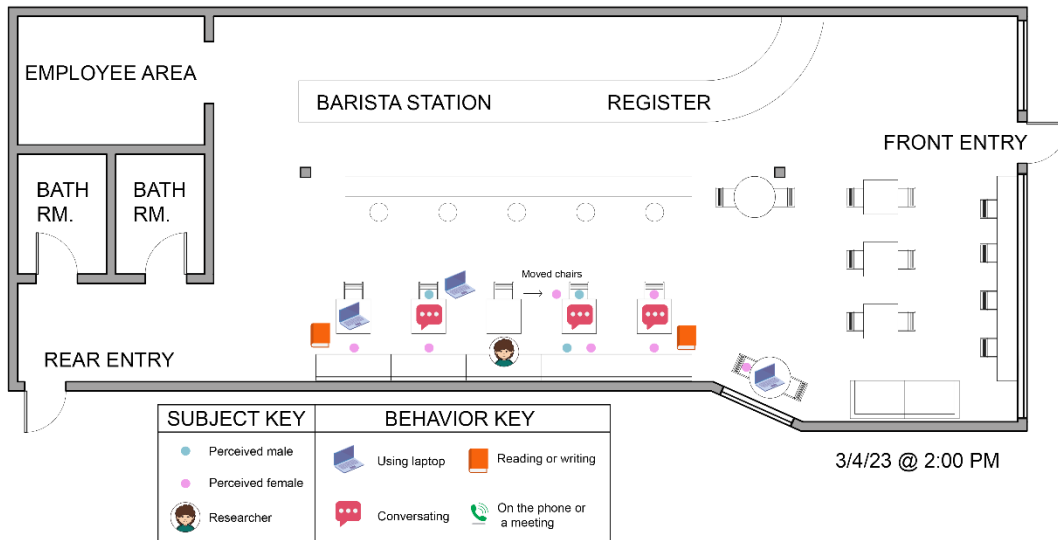 EMPLOYEE AREA
BARISTA STATION
REGISTER
FRONT ENTRY
BATH
RM.
BATH
RM.
Moved chairs
REAR ENTRY
SUBJECT KEY
Perceived male
Perceived female
Researcher
BEHAVIOR KEY
Using laptop
Reading or writing
Conversating
On the phone or
a meeting
3/4/23 @ 2:00 PM